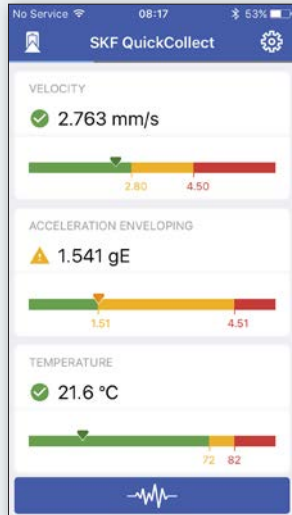 No Service 08:17 53%
SKF QuickCollect
VELOCITY
2.763 mm/s
2.80 4.50
ACCELERATION ENVELOPING
1.541 gE
1.51 4.51
TEMPERATURE
21.6 °C
72 82